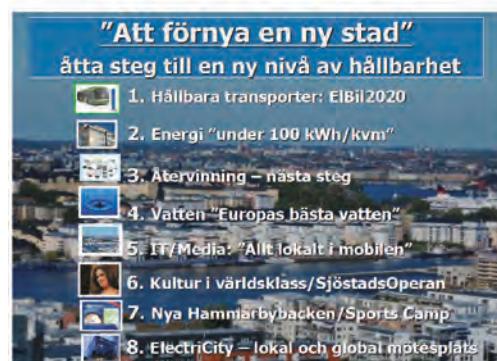 "Att förnya en ny stad"
åtta steg till en ny nivå av hållbarhet
1. Hållbara transporter: ElBil2020
2. Energi "under 100 kWh/kvm"
3. Återvinning – nästa steg
4. Vatten "Europas bästa vatten"
5. IT/Media: "Allt lokalt i mobilen"
6. Kultur i världsklass/SjöstadsOperan
7. Nya Hammarbybacken/Sports Camp
8. ElectriCity – lokal och global mötesplats